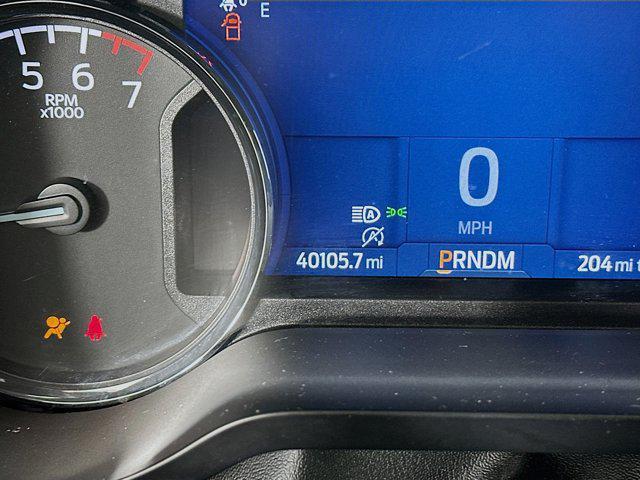 E
5 6 7
RPM
x1000
0
MPH
A
40105.7 mi
PRNDM
204 mi